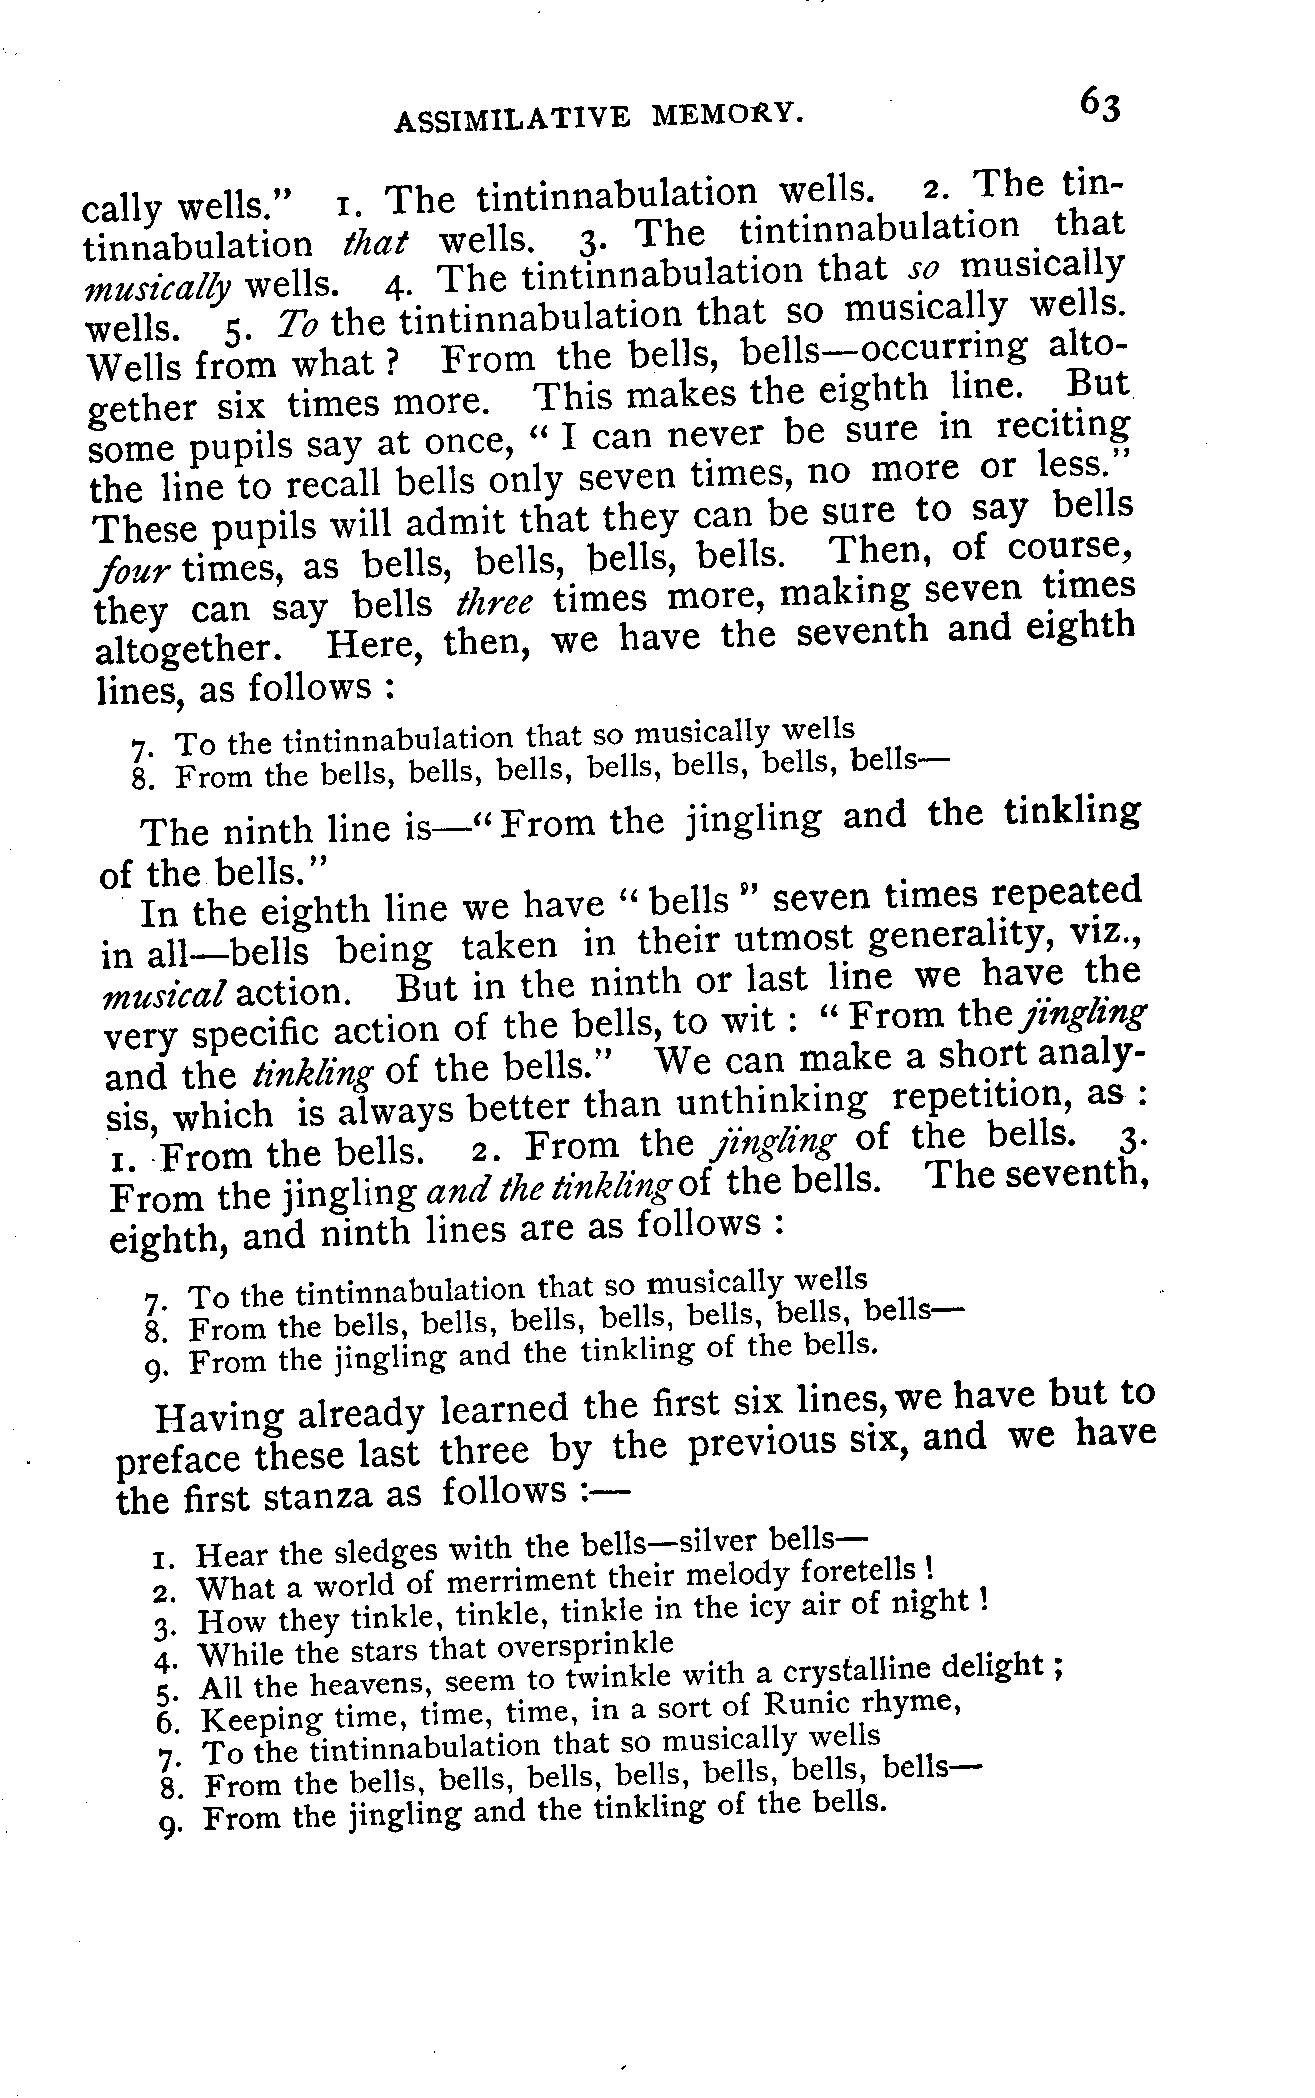 ASSIMILATIVE MEMORY. 63
cally wells." 1. The tintinnabulation wells. 2. The tin-
tinnabulation that wells. 3. The tintinnabulation that
musically wells. 4. The tintinnabulation that so musically
wells. 5. To the tintinnabulation that so musically wells.
Wells from what ? From the bells, bells—occurring alto-
gether six times more. This makes the eighth line. But
some pupils say at once, " I can never be sure in reciting
the line to recall bells only seven times, no more or less."
These pupils will admit that they can be sure to say bells
four times, as bells, bells, bells, bells. Then, of course,
they can say bells three times more, making seven times
altogether. Here, then, we have the seventh and eighth
lines, as follows :
7. To the tintinnabulation that so musically wells
8. From the bells, bells, bells, bells, bells, bells, bells—
The ninth line is—" From the jingling and the tinkling
of the bells."
In the eighth line we have " bells " seven times repeated
in all—bells being taken in their utmost generality, viz.,
musical action. But in the ninth or last line we have the
very specific action of the bells, to wit : " From the jingling
and the tinkling of the bells." We can make a short analy-
sis, which is always better than unthinking repetition, as :
1. From the bells. 2. From the jingling of the bells. 3.
From the jingling and the tinkling of the bells. The seventh,
eighth, and ninth lines are as follows :
7. To the tintinnabulation that so musically wells
8. From the bells, bells, bells, bells, bells, bells, bells—
9. From the jingling and the tinkling of the bells.
Having already learned the first six lines, we have but to
preface these last three by the previous six, and we have
the first stanza as follows :—
1. Hear the sledges with the bells—silver bells—
2. What a world of merriment their melody foretells !
3. How they tinkle, tinkle, tinkle in the icy air of night !
4. While the stars that oversprinkle
5. All the heavens, seem to twinkle with a crystalline delight ;
6. Keeping time, time, time, in a sort of Runic rhyme,
7. To the tintinnabulation that so musically wells
8. From the bells, bells, bells, bells, bells, bells, bells—
9. From the jingling and the tinkling of the bells.